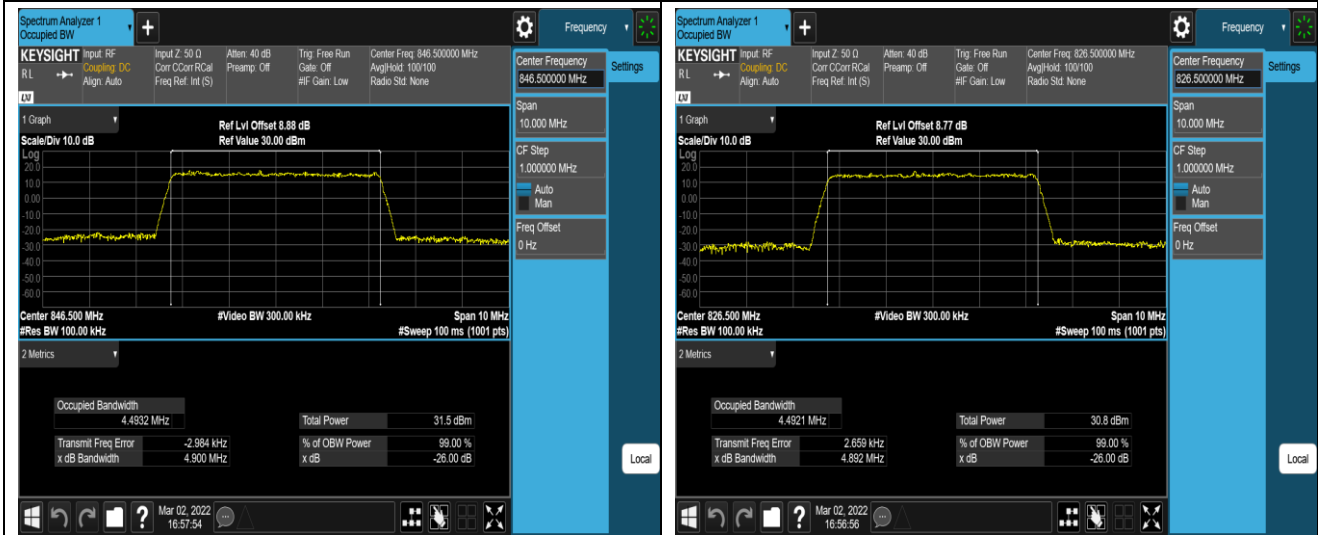 Spectrum Analyzer 1
Occupied BW
+
Frequency
KEYSIGHT
RL
LXI
Input: RF
Coupling: DC
Align: Auto
Input Z: 50 Ω
Corr CCorr RCal
Freq Ref: Int (S)
Atten: 40 dB
Preamp: Off
Trig: Free Run
Gate: Off
#IF Gain: Low
Center Freq: 846.500000 MHz
Avg|Hold: 100/100
Radio Std: None
Center Frequency
846.500000 MHz
Settings
Span
10.000 MHz
CF Step
1.000000 MHz
Auto
Man
Freq Offset
0 Hz
1 Graph
Scale/Div 10.0 dB
Ref Lvl Offset 8.88 dB
Ref Value 30.00 dBm
Log
20.0
10.0
0.00
-10.0
-20.0
-30.0
-40.0
-50.0
-60.0
Center 846.500 MHz
#Video BW 300.00 kHz
Span 10 MHz
#Res BW 100.00 kHz
#Sweep 100 ms (1001 pts)
2 Metrics
Occupied Bandwidth
4.4932 MHz
Total Power 31.5 dBm
Transmit Freq Error -2.984 kHz
% of OBW Power 99.00 %
x dB Bandwidth 4.900 MHz
x dB -26.00 dB
Local
?
Mar 02, 2022
16:57:54
Spectrum Analyzer 1
Occupied BW
+
Frequency
KEYSIGHT
RL
LXI
Input: RF
Coupling: DC
Align: Auto
Input Z: 50 Ω
Corr CCorr RCal
Freq Ref: Int (S)
Atten: 40 dB
Preamp: Off
Trig: Free Run
Gate: Off
#IF Gain: Low
Center Freq: 826.500000 MHz
Avg|Hold: 100/100
Radio Std: None
Center Frequency
826.500000 MHz
Settings
Span
10.000 MHz
CF Step
1.000000 MHz
Auto
Man
Freq Offset
0 Hz
1 Graph
Scale/Div 10.0 dB
Ref Lvl Offset 8.77 dB
Ref Value 30.00 dBm
Log
20.0
10.0
0.00
-10.0
-20.0
-30.0
-40.0
-50.0
-60.0
Center 826.500 MHz
#Video BW 300.00 kHz
Span 10 MHz
#Res BW 100.00 kHz
#Sweep 100 ms (1001 pts)
2 Metrics
Occupied Bandwidth
4.4921 MHz
Total Power 30.8 dBm
Transmit Freq Error 2.659 kHz
% of OBW Power 99.00 %
x dB Bandwidth 4.892 MHz
x dB -26.00 dB
Local
?
Mar 02, 2022
16:56:56